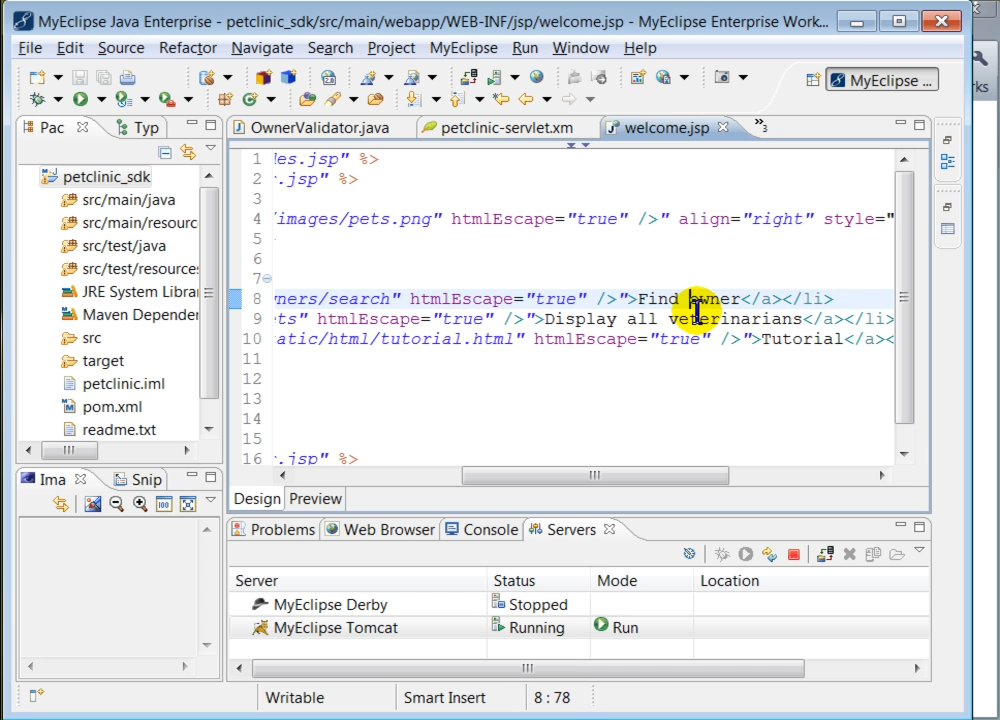 MyEclipse Java Enterprise - petclinic_sdk/src/main/webapp/WEB-INF/jsp/welcome.jsp - MyEclipse Enterprise Work...
File Edit Source Refactor Navigate Search Project MyEclipse Run Window Help
MyEclipse ...
Pac Typ
OwnerValidator.java petclinic-servlet.xm welcome.jsp »3
petclinic_sdk
src/main/java
src/main/resourc
src/test/java
src/test/resource:
JRE System Libra
Maven Depende
src
target
petclinic.iml
pom.xml
readme.txt
1 les.jsp" %>
2 .jsp" %>
3
4 images/pets.png" htmlEscape="true" />" align="right" style="
5
6
7
8 ners/search" htmlEscape="true" />">Find owner</a></li>
9 ts" htmlEscape="true" />">Display all veterinarians</a></li>
10 atic/html/tutorial.html" htmlEscape="true" />">Tutorial</a><
11
12
13
14
15
16 .jsp" %>
Design Preview
Ima Snip
Problems Web Browser Console Servers
Server Status Mode Location
MyEclipse Derby Stopped
MyEclipse Tomcat Running Run
Writable Smart Insert 8 : 78
ks